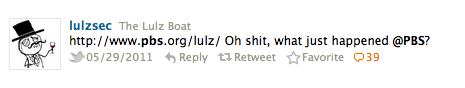 lulzsec The Lulz Boat
http://www.pbs.org/lulz/ Oh shit, what just happened @PBS?
05/29/2011 Reply Retweet Favorite 39